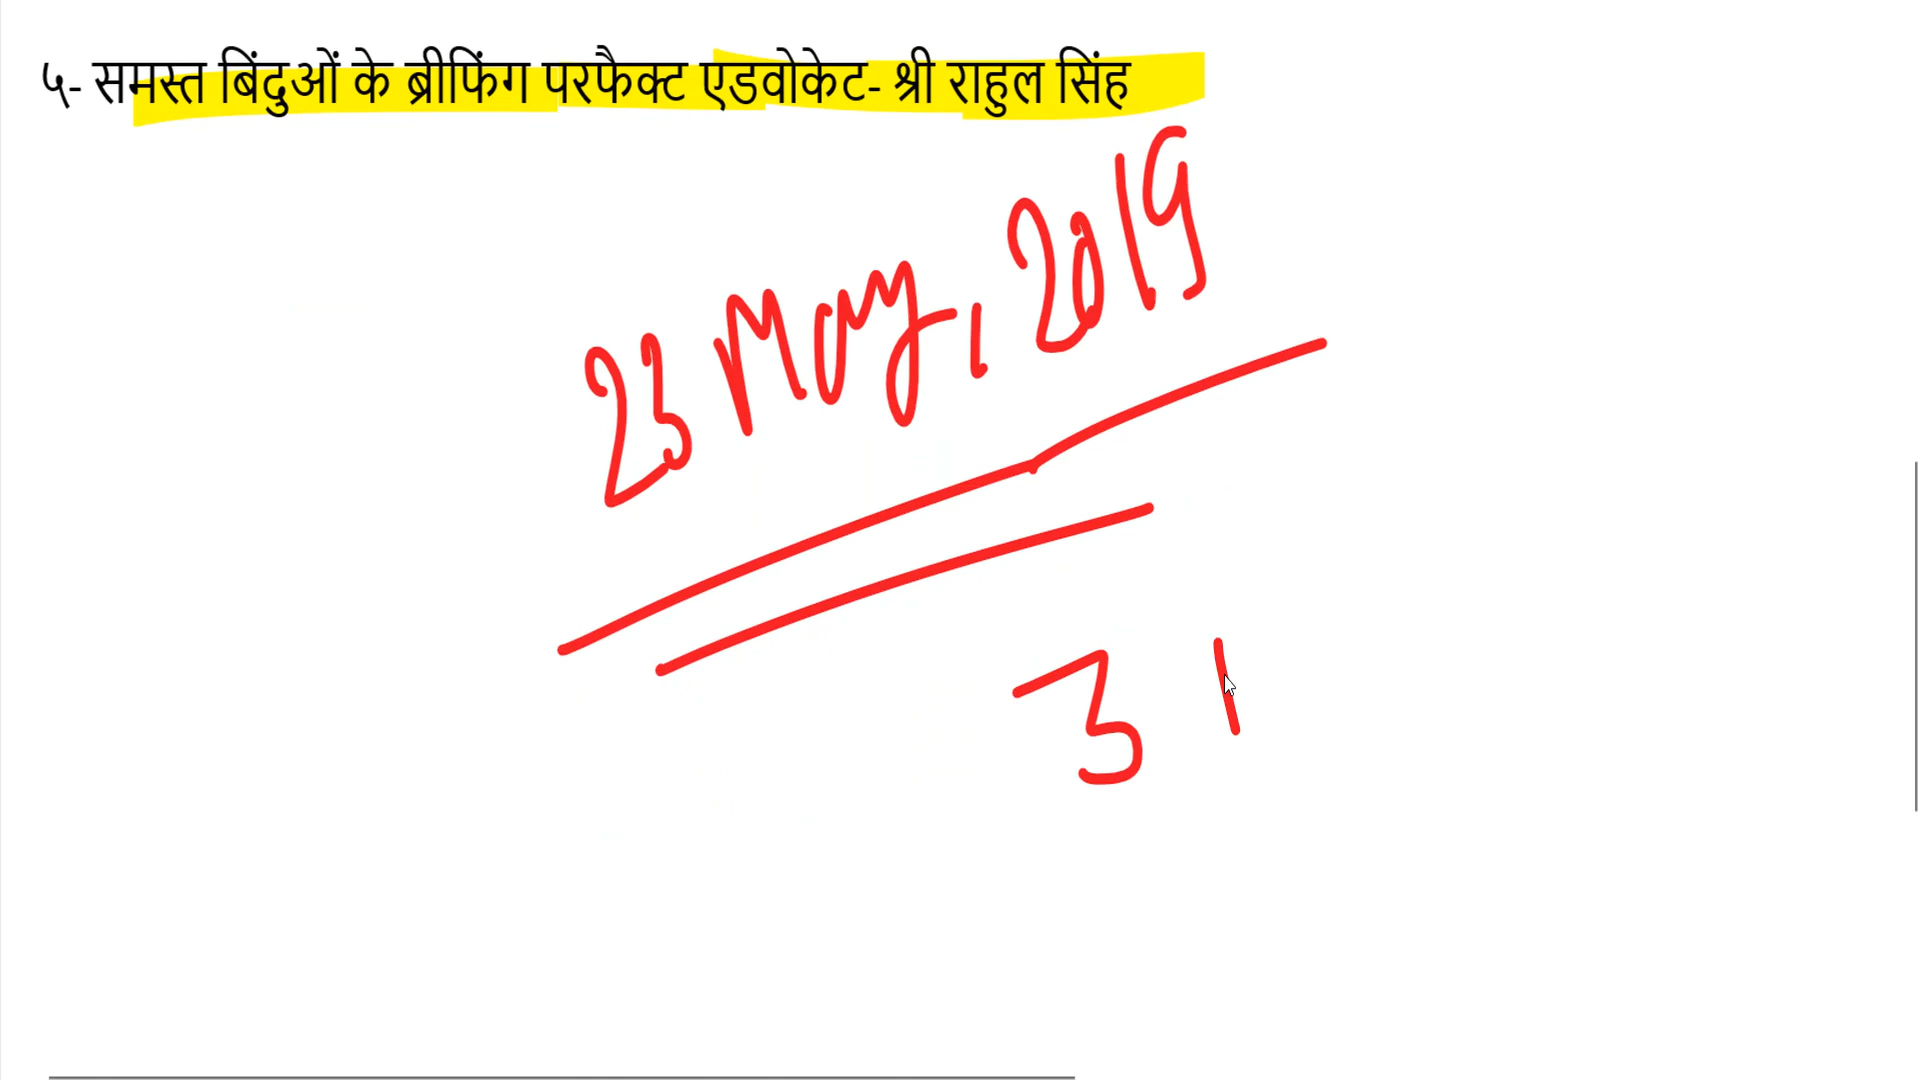 ५- समस्त बिंदुओं के ब्रीफिंग परफैक्ट एडवोकेट- श्री राहुल सिंह
23 May, 2019
3 1